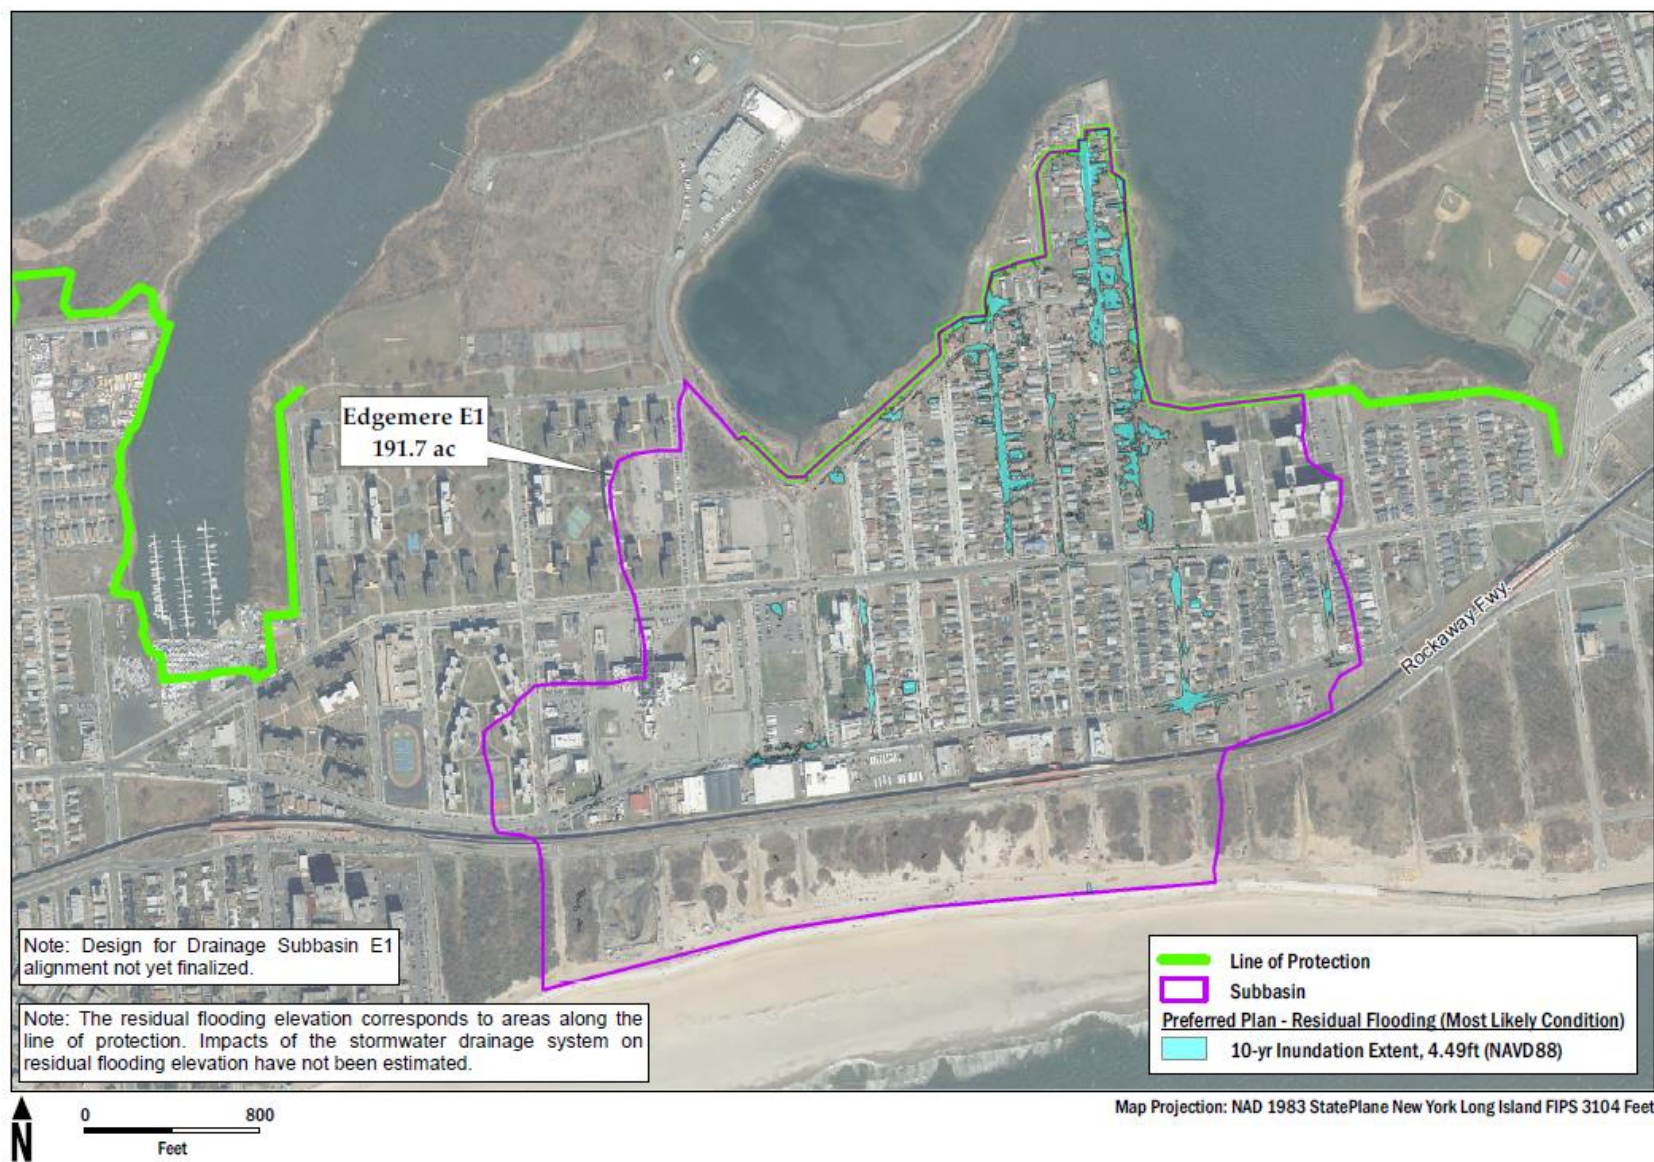 Edgemere E1
191.7 ac
Rockaway Fwy.
Note: Design for Drainage Subbasin E1
alignment not yet finalized.
Note: The residual flooding elevation corresponds to areas along the
line of protection. Impacts of the stormwater drainage system on
residual flooding elevation have not been estimated.
Line of Protection
Subbasin
Preferred Plan - Residual Flooding (Most Likely Condition)
10-yr Inundation Extent, 4.49ft (NAVD88)
N
0 800
Feet
Map Projection: NAD 1983 StatePlane New York Long Island FIPS 3104 Feet